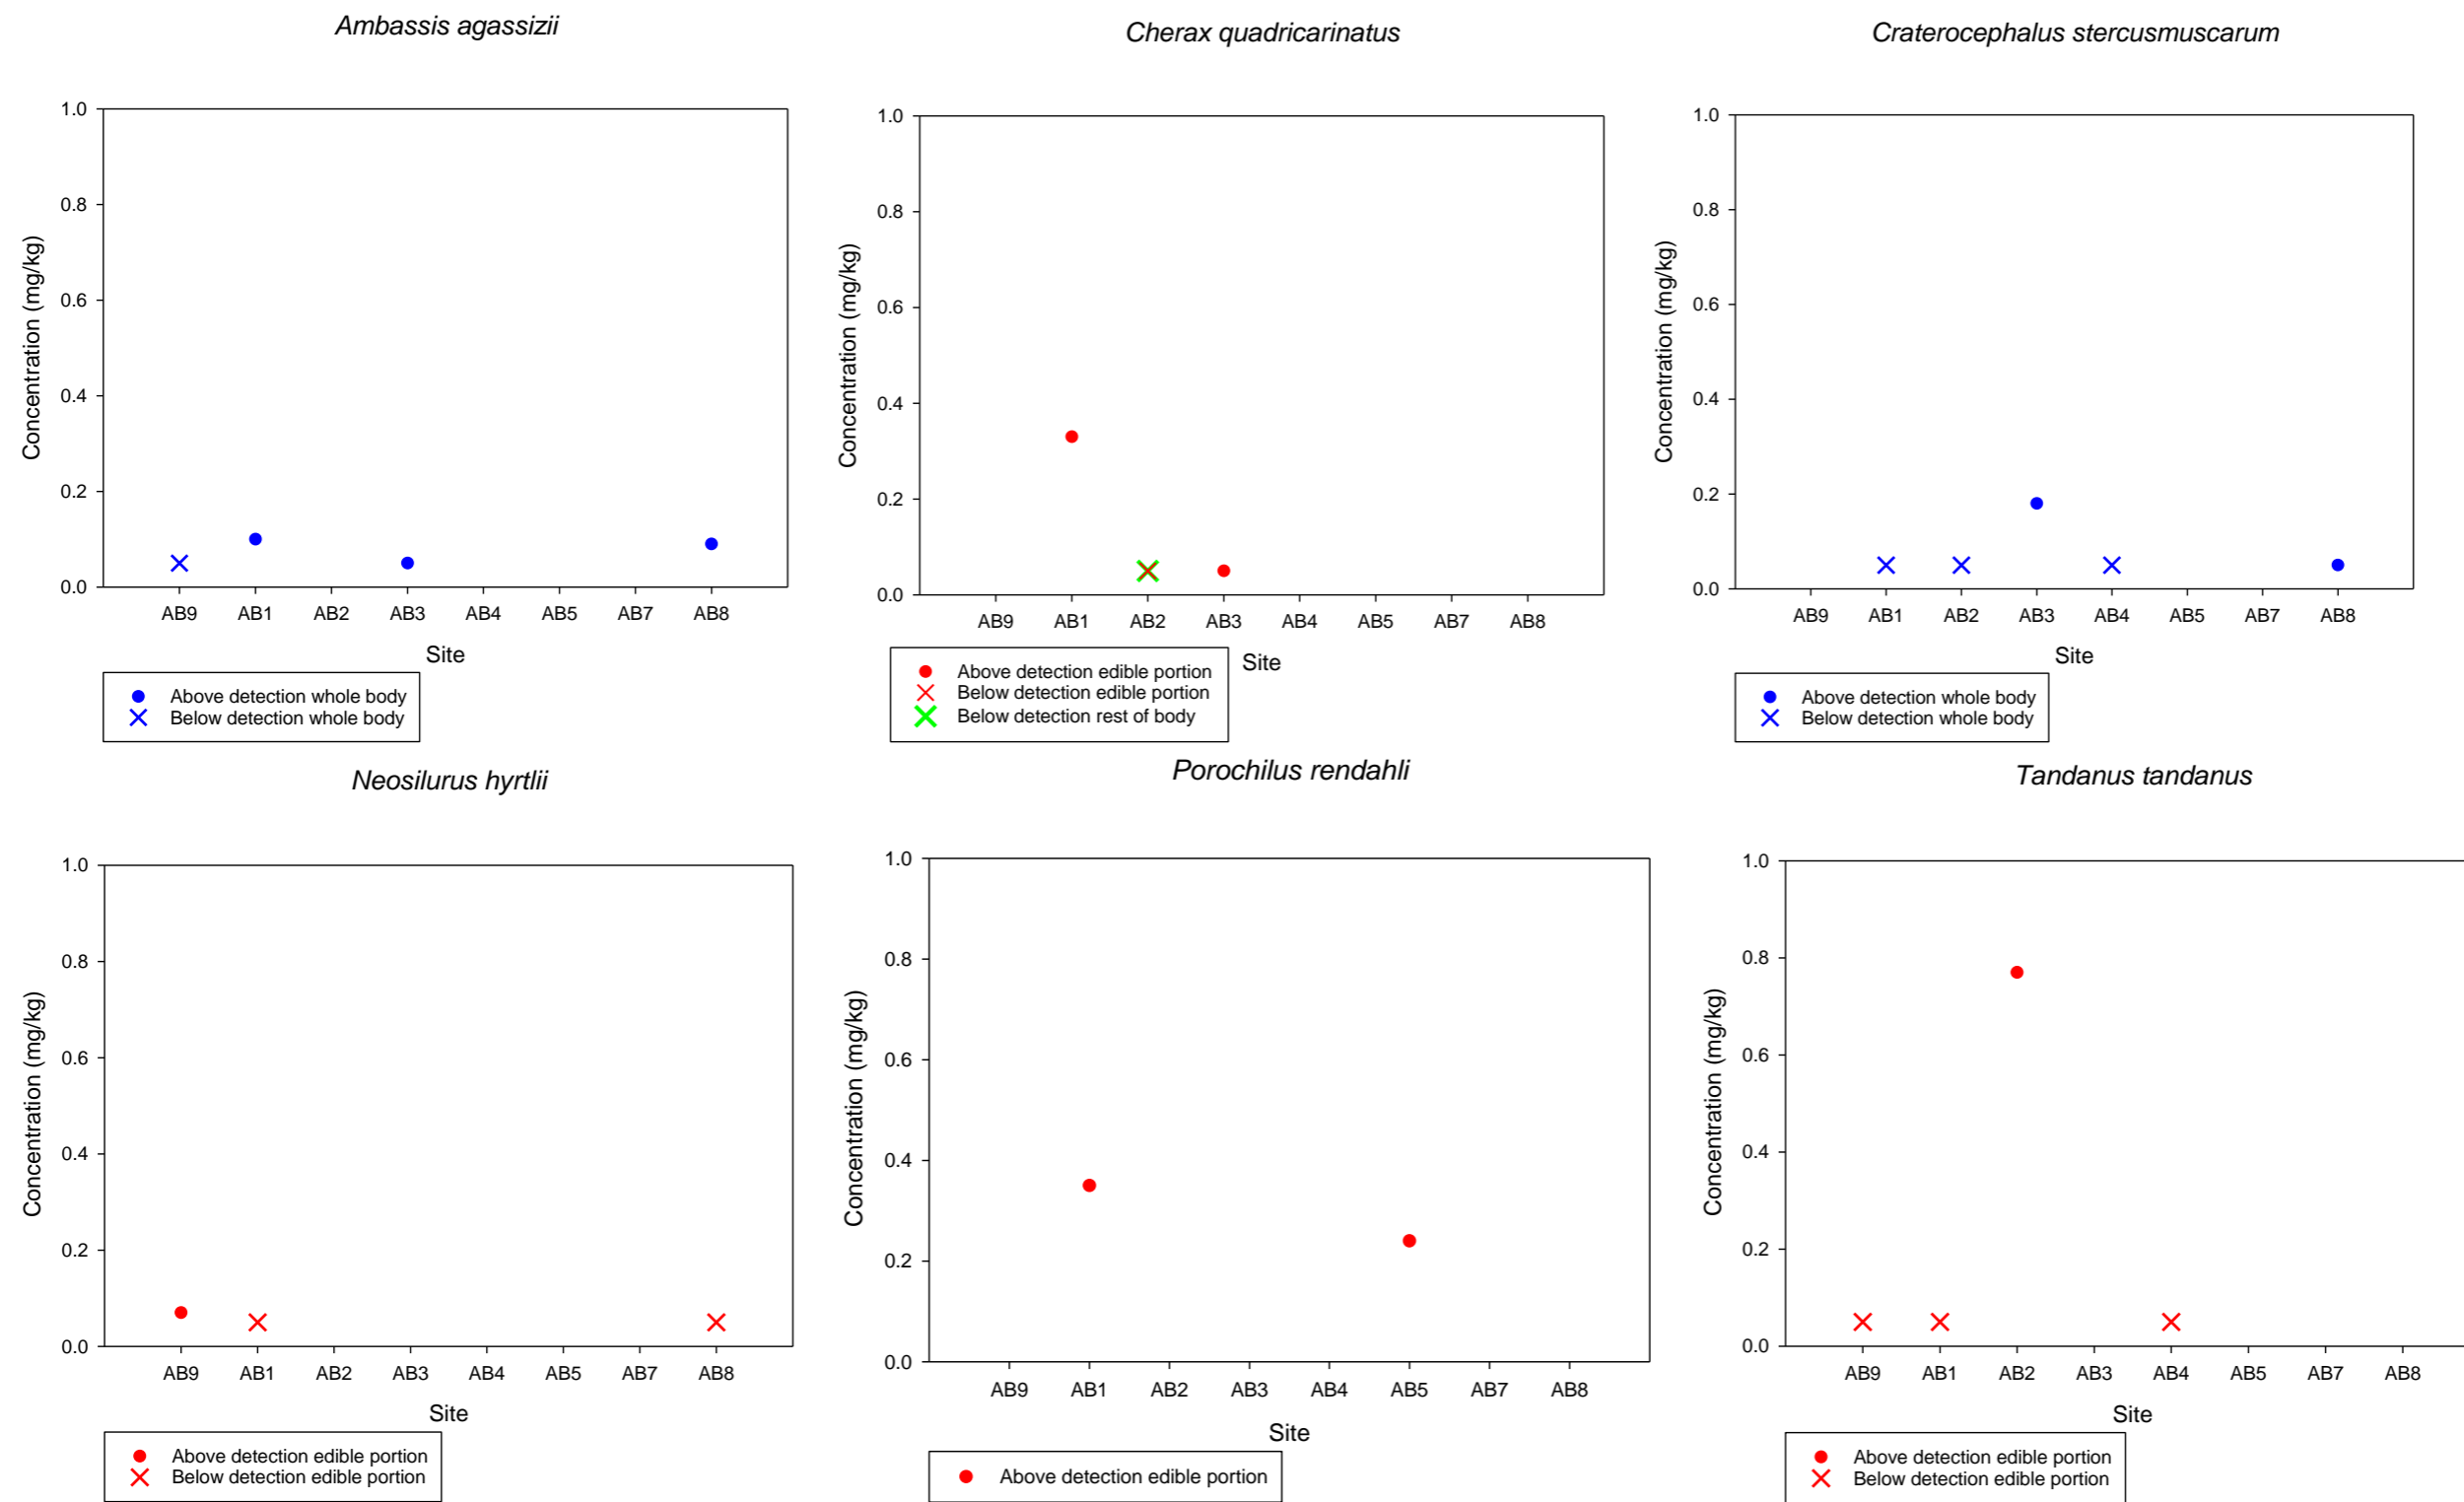 Ambassis agassizii
Concentration (mg/kg)
1.0
0.8
0.6
0.4
0.2
0.0
AB9 AB1 AB2 AB3 AB4 AB5 AB7 AB8
Site
Above detection whole body
Below detection whole body
Cherax quadricarinatus
Concentration (mg/kg)
1.0
0.8
0.6
0.4
0.2
0.0
AB9 AB1 AB2 AB3 AB4 AB5 AB7 AB8
Site
Above detection edible portion
Below detection edible portion
Below detection rest of body
Craterocephalus stercusmuscarum
Concentration (mg/kg)
1.0
0.8
0.6
0.4
0.2
0.0
AB9 AB1 AB2 AB3 AB4 AB5 AB7 AB8
Site
Above detection whole body
Below detection whole body
Neosilurus hyrtlii
Concentration (mg/kg)
1.0
0.8
0.6
0.4
0.2
0.0
AB9 AB1 AB2 AB3 AB4 AB5 AB7 AB8
Site
Above detection edible portion
Below detection edible portion
Porochilus rendahli
Concentration (mg/kg)
1.0
0.8
0.6
0.4
0.2
0.0
AB9 AB1 AB2 AB3 AB4 AB5 AB7 AB8
Site
Above detection edible portion
Tandanus tandanus
Concentration (mg/kg)
1.0
0.8
0.6
0.4
0.2
0.0
AB9 AB1 AB2 AB3 AB4 AB5 AB7 AB8
Site
Above detection edible portion
Below detection edible portion